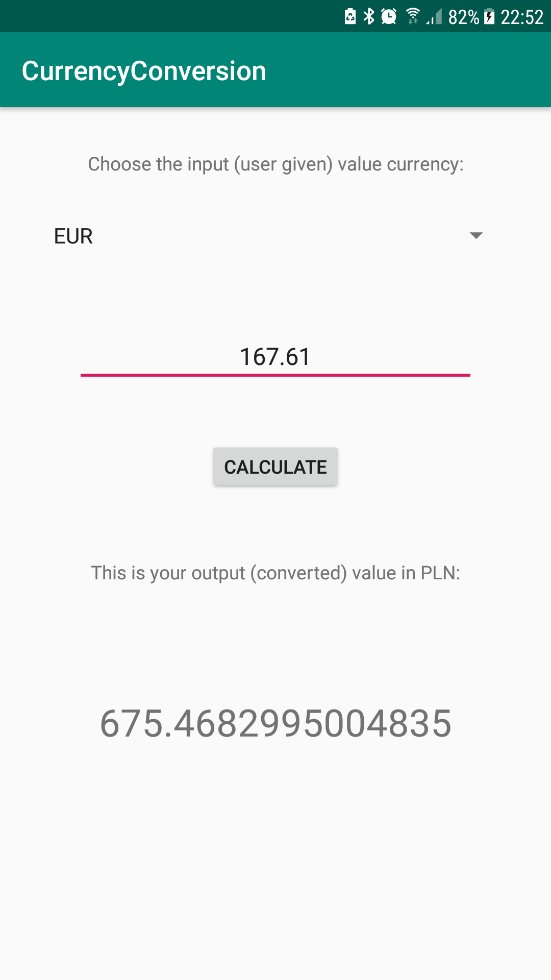 82% 22:52
CurrencyConversion
Choose the input (user given) value currency:
EUR
167.61
CALCULATE
This is your output (converted) value in PLN:
675.4682995004835